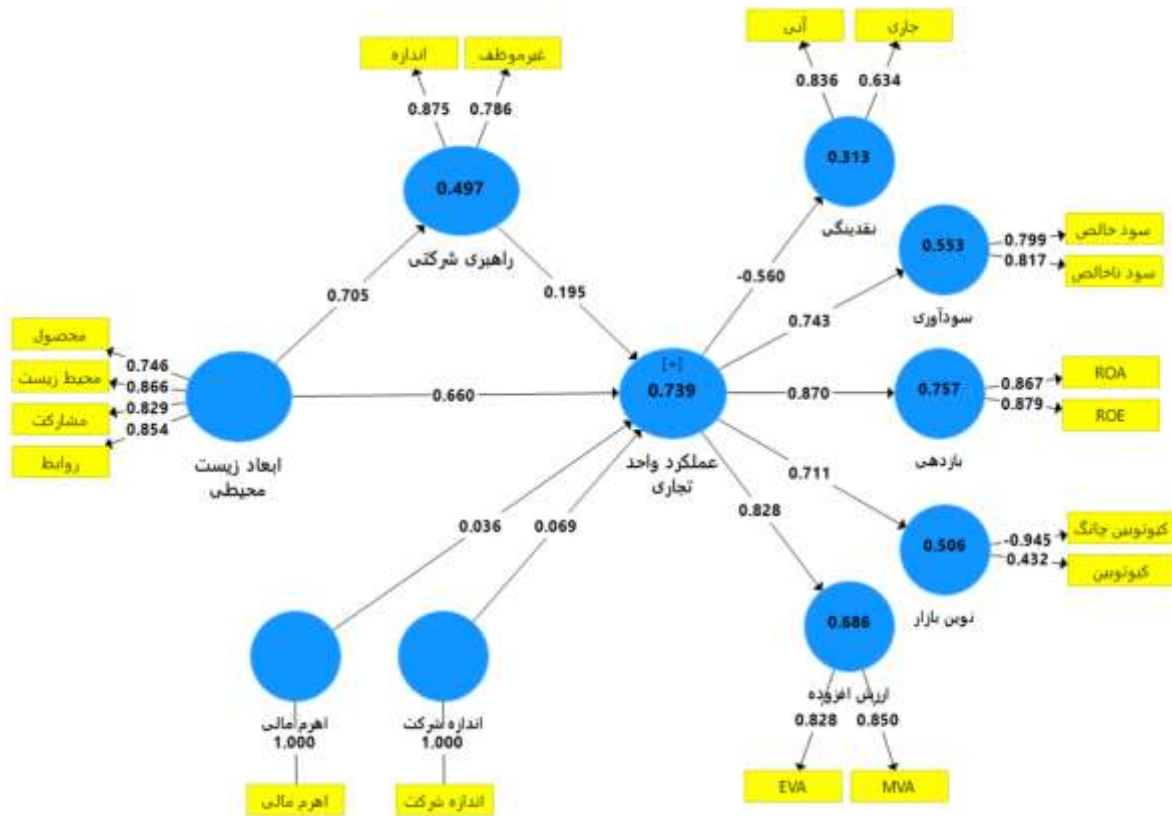 آنی
جاری
0.836
0.634
اندازه
غیرموظف
0.875
0.786
0.497
راهبری شرکتی
0.313
نقدینگی
0.553
سودآوری
سود خالص
0.799
سود ناخالص
0.817
0.705
0.195
-0.560
0.743
محصول
0.746
محیط زیست
0.866
مشارکت
0.829
روابط
0.854
ابعاد زیست
محیطی
0.660
[+]
0.739
عملکرد واحد
تجاری
0.870
0.757
بازدهی
0.867
ROA
0.879
ROE
0.711
0.828
0.036
0.069
0.506
نوین بازار
-0.945
کیوتوبین چانگ
0.432
کیوتوبین
0.686
ارزش افزوده
0.828
0.850
EVA
MVA
اهرم مالی
1.000
اهرم مالی
اندازه شرکت
1.000
اندازه شرکت